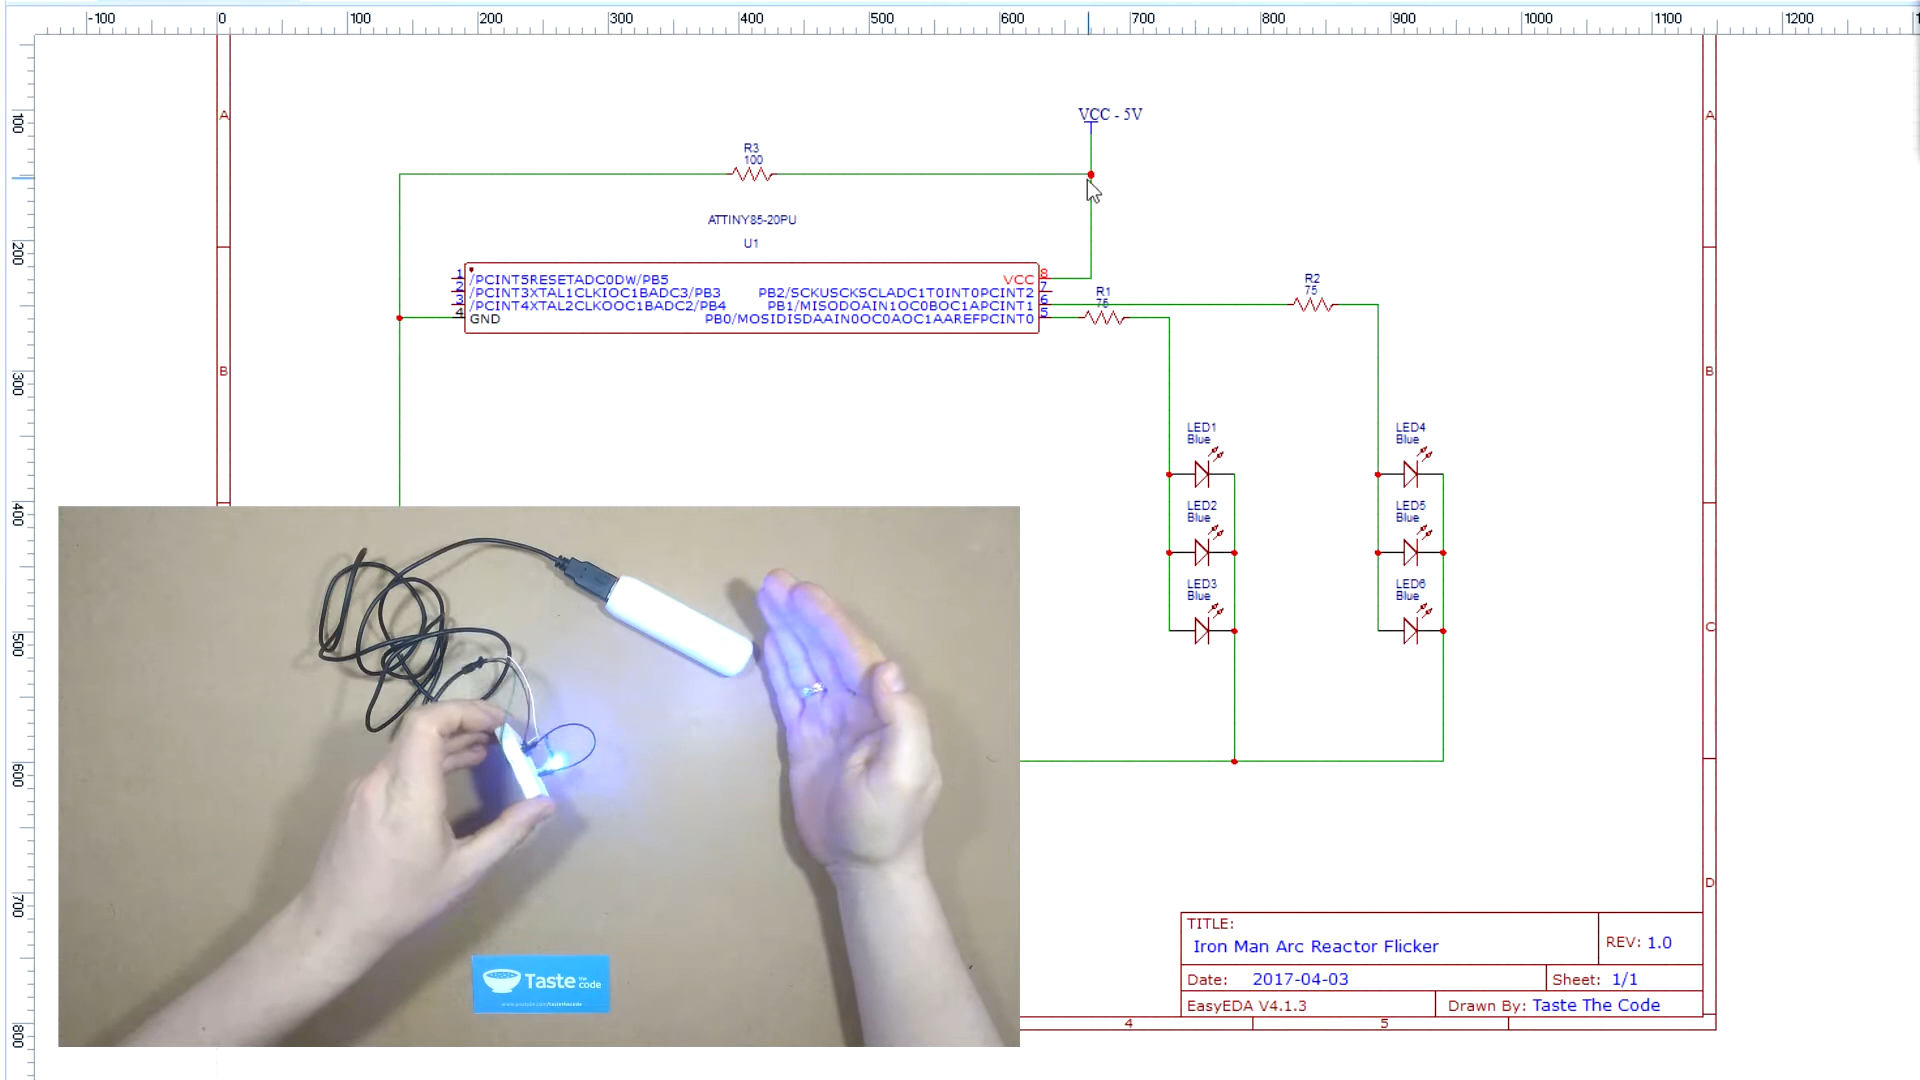 -100 0 100 200 300 400 500 600 700 800 900 1000 1100 1200
100
200
300
400
500
600
700
800
A
B
A
B
C
D
4
5
VCC - 5V
R3
100
ATTINY85-20PU
U1
1 /PCINT5RESETADC0DW/PB5 VCC 8
2 /PCINT3XTAL1CLKIOC1BADC3/PB3 PB2/SCKUSCKSCLADC1T0INT0PCINT2 7
3 /PCINT4XTAL2CLKOOC1BADC2/PB4 PB1/MISODOAIN1OC0BOC1APCINT1 6
4 GND PB0/MOSIDISDAAIN0OC0AOC1AAREFPCINT0 5
R1
75
R2
75
LED1
Blue
LED2
Blue
LED3
Blue
LED4
Blue
LED5
Blue
LED6
Blue
Taste the code
www.youtube.com/tastethecode
TITLE:
Iron Man Arc Reactor Flicker
REV: 1.0
Date: 2017-04-03
Sheet: 1/1
EasyEDA V4.1.3
Drawn By: Taste The Code